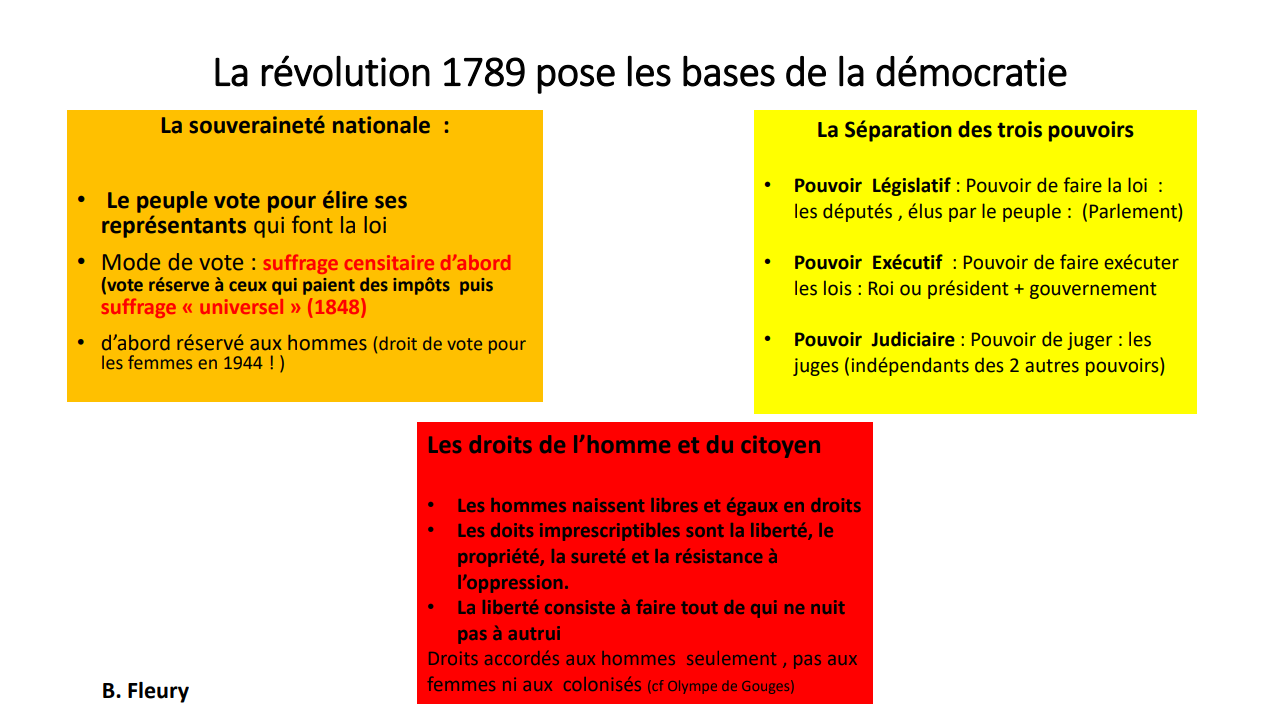 La révolution 1789 pose les bases de la démocratie
La souveraineté nationale :
• Le peuple vote pour élire ses
représentants qui font la loi
• Mode de vote : suffrage censitaire d’abord
(vote réserve à ceux qui paient des impôts puis
suffrage « universel » (1848)
• d’abord réservé aux hommes (droit de vote pour
les femmes en 1944 ! )
La Séparation des trois pouvoirs
• Pouvoir Législatif : Pouvoir de faire la loi :
les députés , élus par le peuple : (Parlement)
• Pouvoir Exécutif : Pouvoir de faire exécuter
les lois : Roi ou président + gouvernement
• Pouvoir Judiciaire : Pouvoir de juger : les
juges (indépendants des 2 autres pouvoirs)
Les droits de l’homme et du citoyen
• Les hommes naissent libres et égaux en droits
• Les doits imprescriptibles sont la liberté, le
propriété, la sureté et la résistance à
l’oppression.
• La liberté consiste à faire tout de qui ne nuit
pas à autrui
Droits accordés aux hommes seulement , pas aux
femmes ni aux colonisés (cf Olympe de Gouges)
B. Fleury